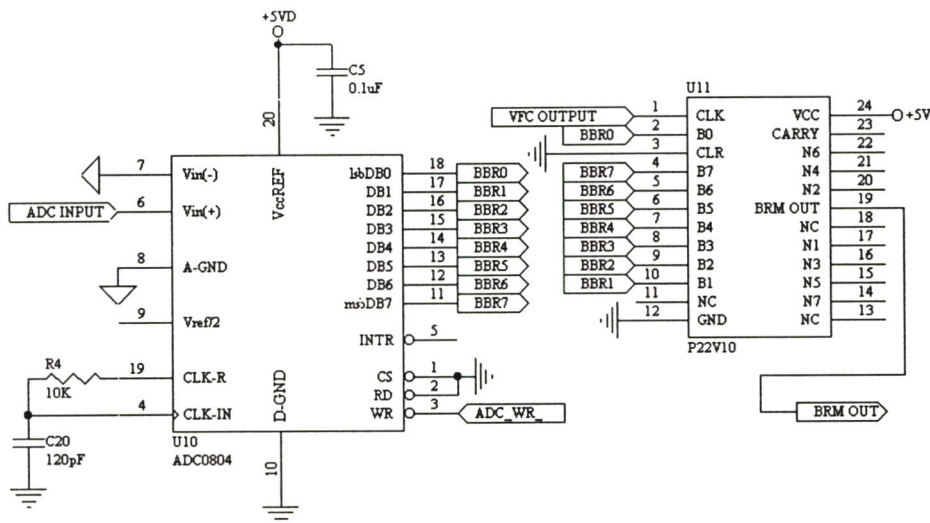 +5VD
C5
0.1uF
20
7
Vin(-)
ADC INPUT
6
Vin(+)
8
A-GND
9
Vref/2
R4
10K
19
CLK-R
4
CLK-IN
C20
120pF
VccREF
D-GND
10
U10
ADC0804
lsbDB0 18 BBR0
DB1 17 BBR1
DB2 16 BBR2
DB3 15 BBR3
DB4 14 BBR4
DB5 13 BBR5
DB6 12 BBR6
msbDB7 11 BBR7
INTR 5
CS 1
RD 2
WR 3 ADC_WR_
U11
VFC OUTPUT 1 CLK
BBR0 2 B0
3 CLR
BBR7 4 B7
BBR6 5 B6
BBR5 6 B5
BBR4 7 B4
BBR3 8 B3
BBR2 9 B2
BBR1 10 B1
11 NC
12 GND
VCC 24 +5V
CARRY 23
N6 22
N4 21
N2 20
BRM OUT 19
NC 18
N1 17
N3 16
N5 15
N7 14
NC 13
P22V10
BRM OUT